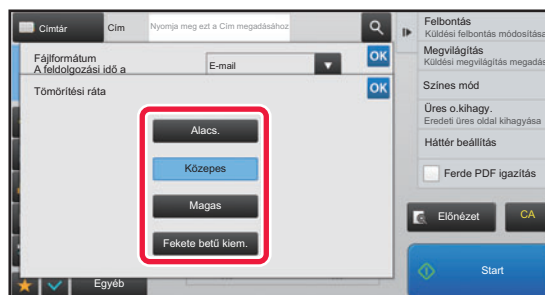 Címtár
Cím
Nyomja meg ezt a Cím megadásához
Fájlformátum
A feldolgozási idő a
E-mail
OK
Tömörítési ráta
OK
Alacs.
Közepes
Magas
Fekete betű kiem.
Egyéb
Felbontás
Küldési felbontás módosítása
Megvilágítás
Küldési megvilágítás megadás
Színes mód
Üres o.kihagy.
Eredeti üres oldal kihagyása
Háttér beállítás
Ferde PDF igazítás
Előnézet
CA
Start